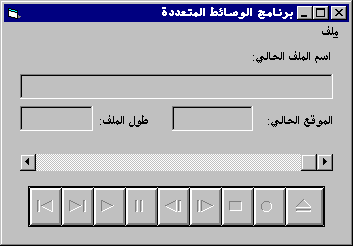 برنامج الوسائط المتعددة
ملف
اسم الملف الحالي:
الموقع الحالي: طول الملف: